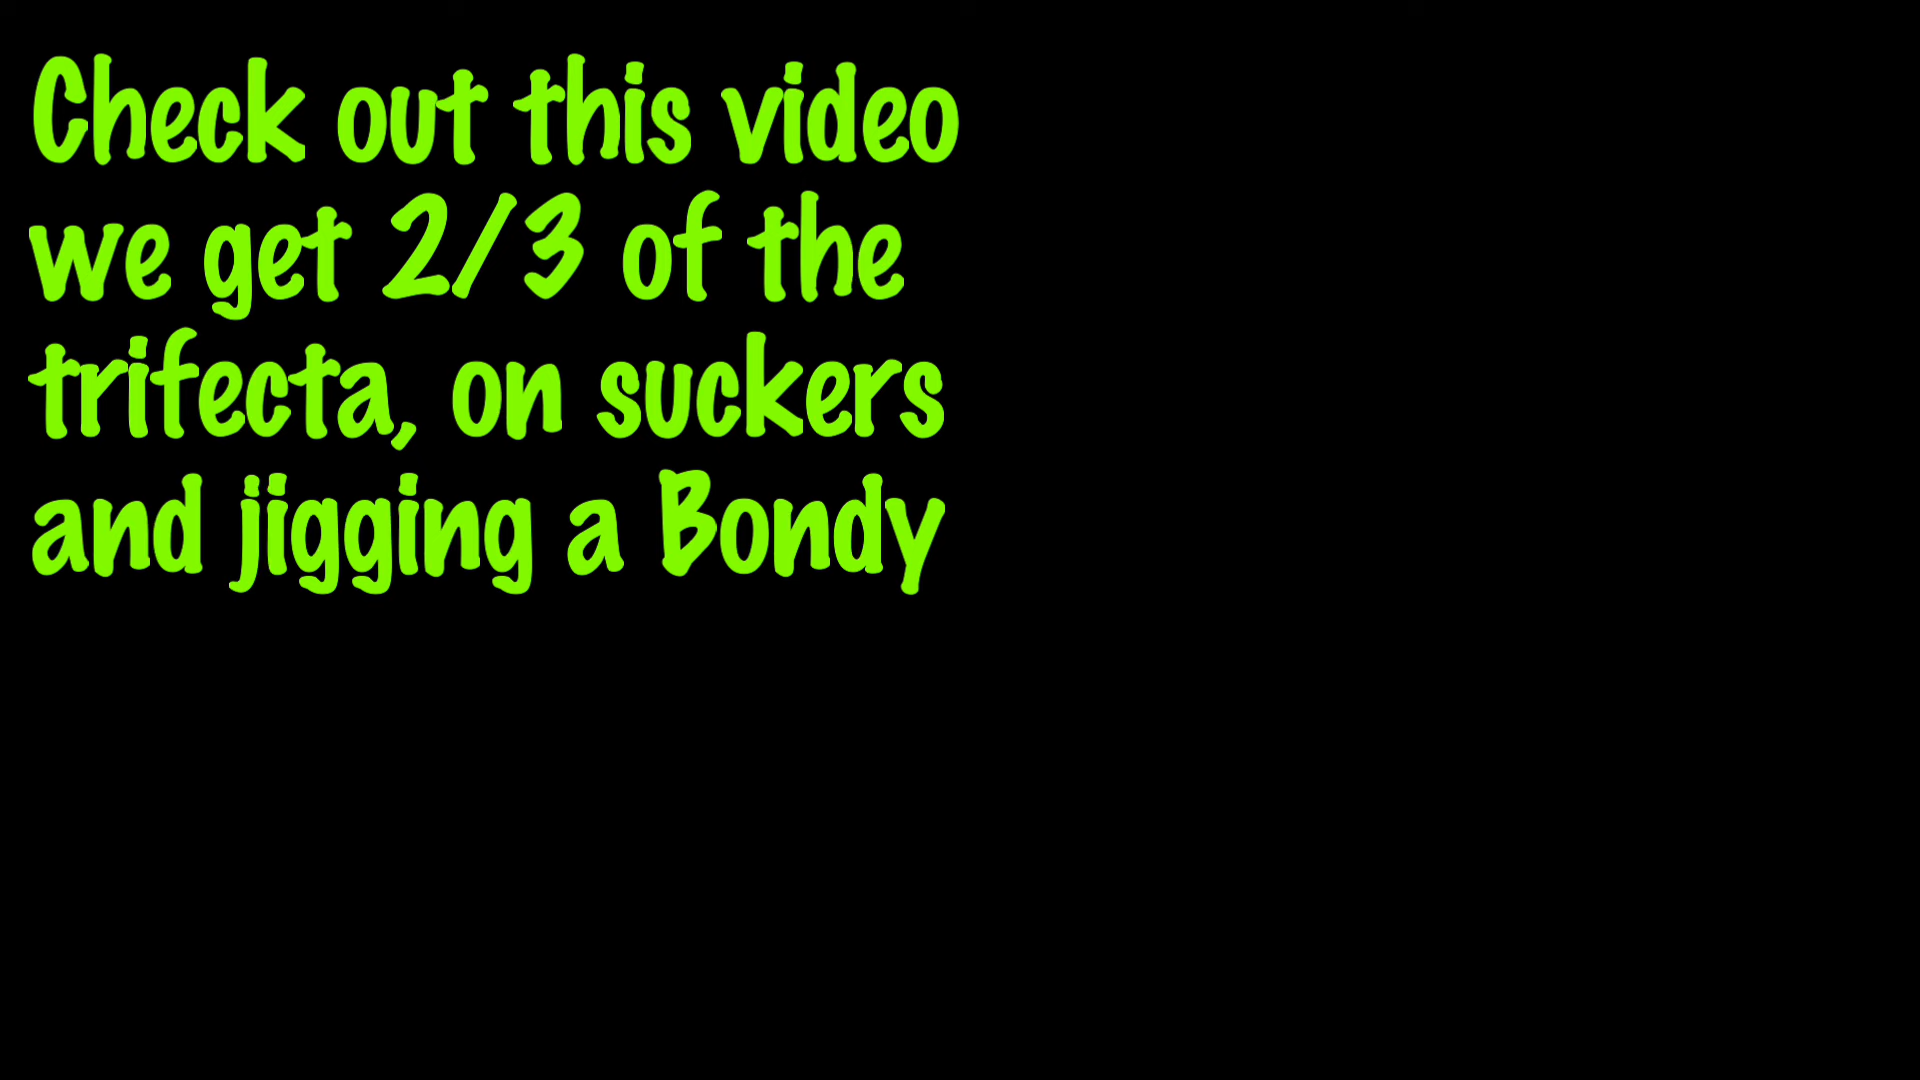 Check out this video
we get 2/3 of the
trifecta, on suckers
and jigging a Bondy